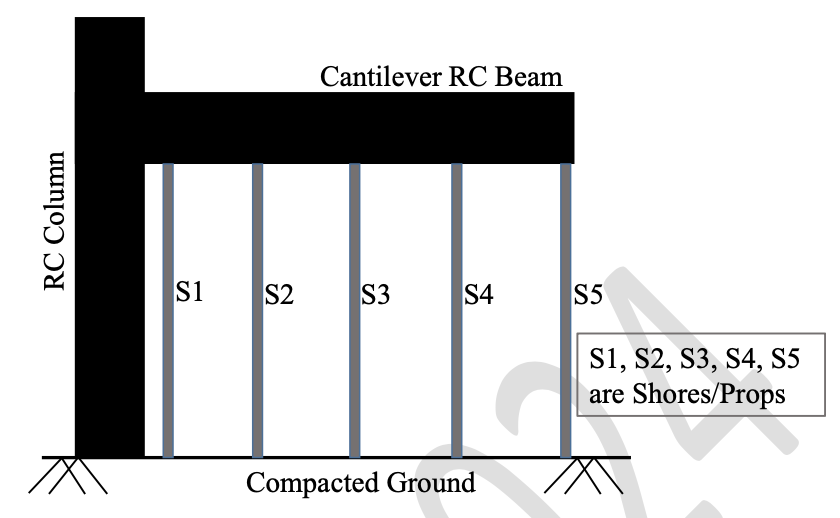 Cantilever RC Beam
RC Column
S1
S2
S3
S4
S5
S1, S2, S3, S4, S5
are Shores/Props
Compacted Ground